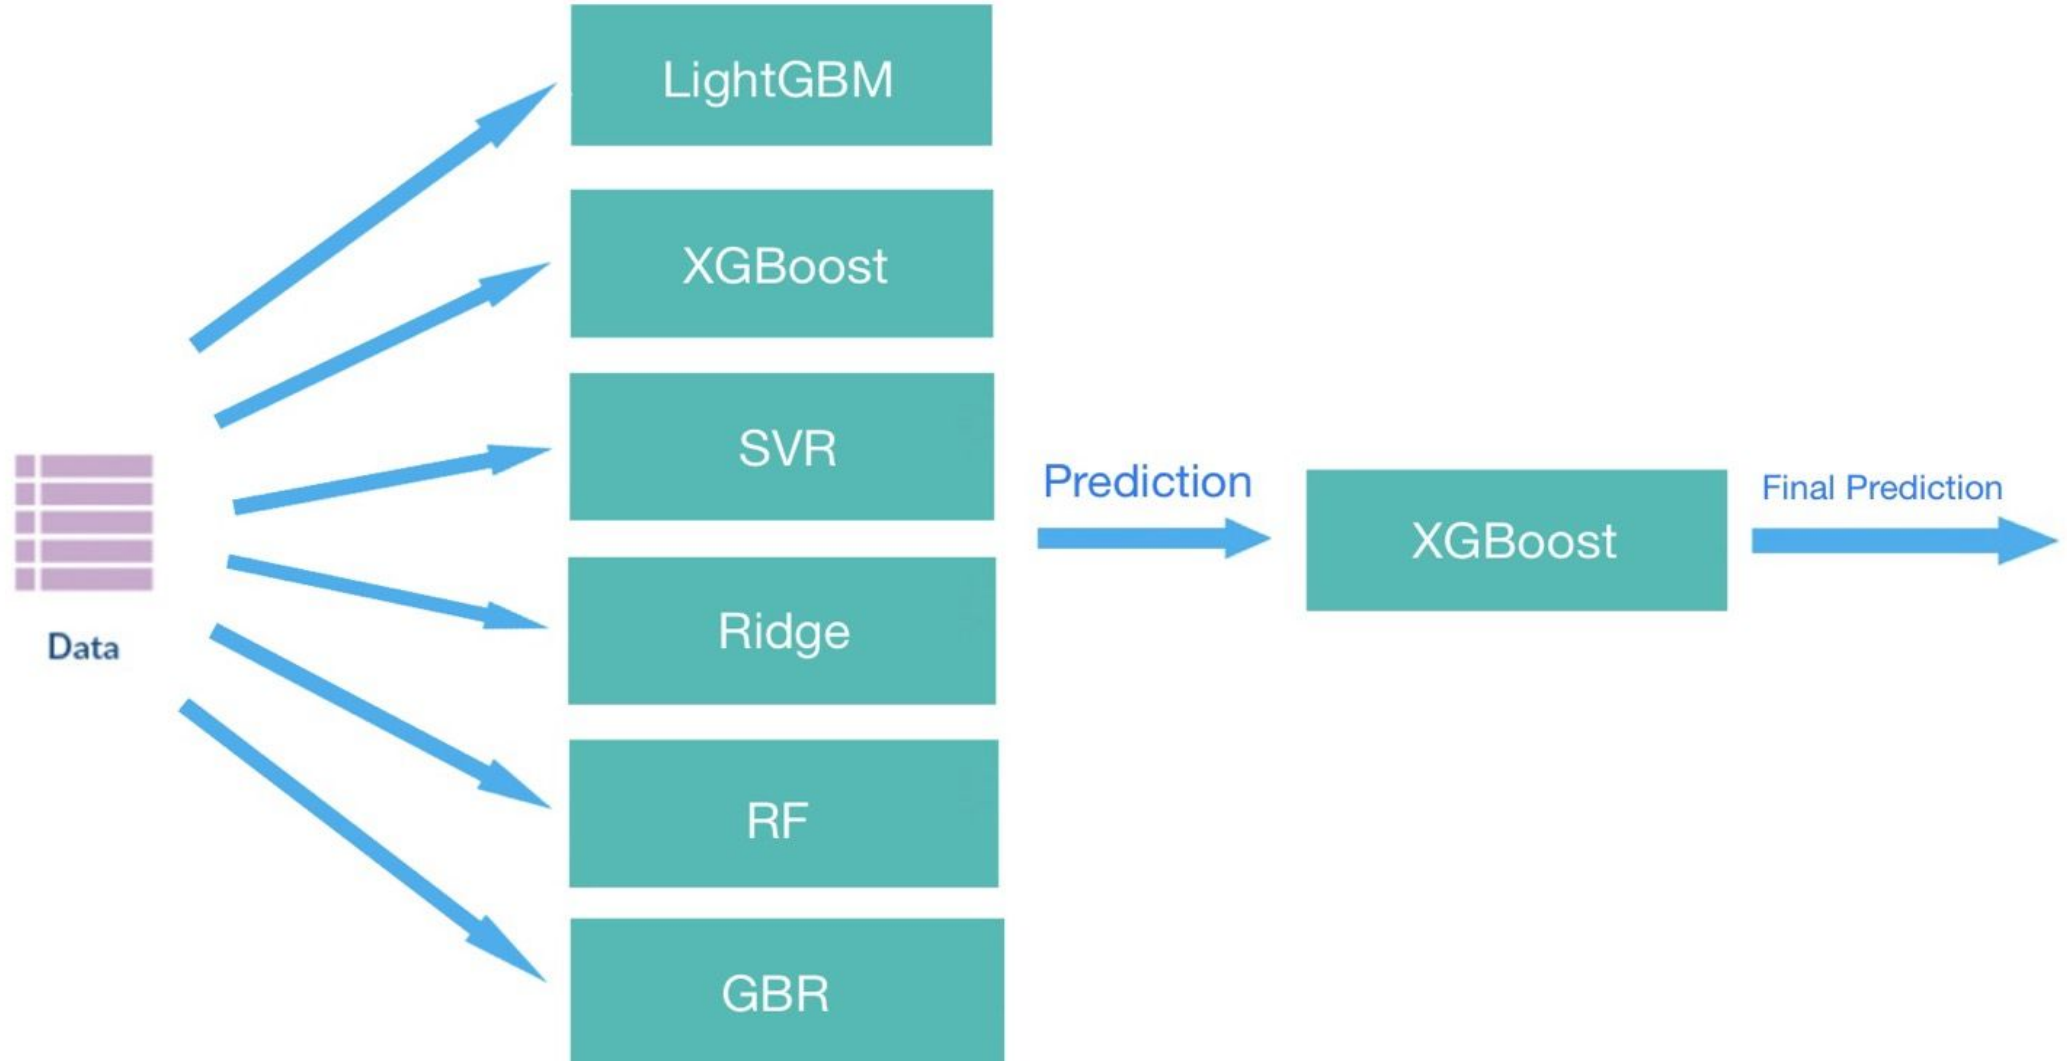 LightGBM
XGBoost
SVR
Ridge
RF
GBR
Data
Prediction
XGBoost
Final Prediction